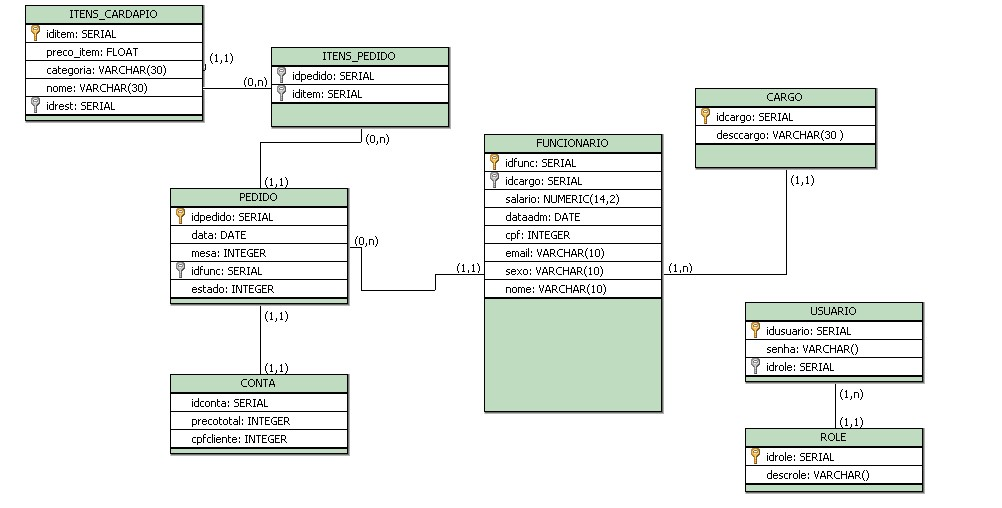 ITENS_CARDAPIO
iditem: SERIAL
preco_item: FLOAT
categoria: VARCHAR(30)
nome: VARCHAR(30)
idrest: SERIAL
(1,1)
(0,n)
ITENS_PEDIDO
idpedido: SERIAL
iditem: SERIAL
(0,n)
(1,1)
PEDIDO
idpedido: SERIAL
data: DATE
mesa: INTEGER
idfunc: SERIAL
estado: INTEGER
(0,n)
(1,1)
(1,1)
(1,1)
CONTA
idconta: SERIAL
precototal: INTEGER
cpfcliente: INTEGER
FUNCIONARIO
idfunc: SERIAL
idcargo: SERIAL
salario: NUMERIC(14,2)
dataadm: DATE
cpf: INTEGER
email: VARCHAR(10)
sexo: VARCHAR(10)
nome: VARCHAR(10)
(1,n)
CARGO
idcargo: SERIAL
desccargo: VARCHAR(30 )
(1,1)
USUARIO
idusuario: SERIAL
senha: VARCHAR()
idrole: SERIAL
(1,n)
(1,1)
ROLE
idrole: SERIAL
descrole: VARCHAR()